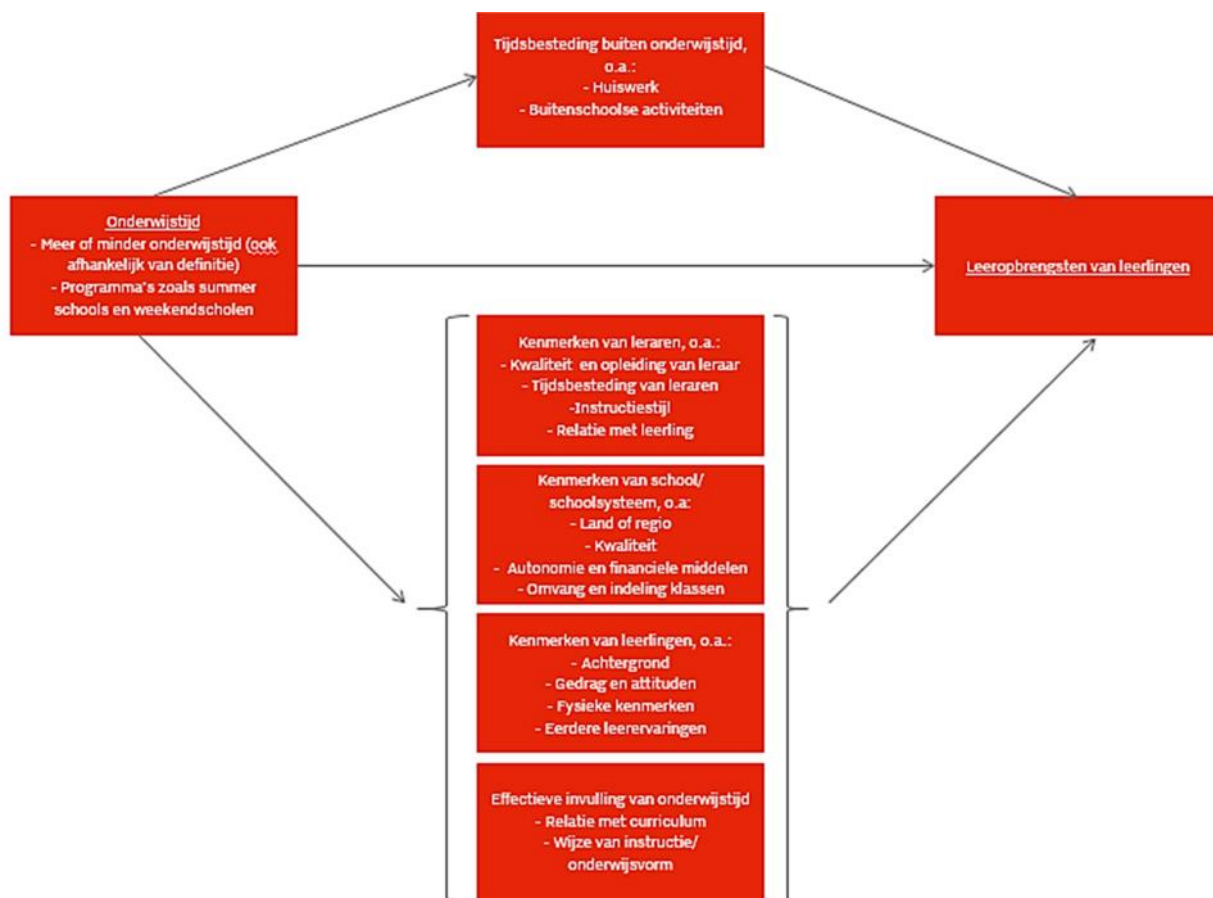 Tijdsbesteding buiten onderwijstijd,
o.a.:
- Huiswerk
- Buitenschoolse activiteiten
Onderwijstijd
- Meer of minder onderwijstijd (ook
afhankelijk van definitie)
- Programma's zoals summer
schools en weekendscholen
Leeropbrengsten van leerlingen
Kenmerken van leraren, o.a.:
- Kwaliteit en opleiding van leraar
- Tijdsbesteding van leraren
-Instructiestijl
- Relatie met leerling
Kenmerken van school/
schoolsysteem, o.a:
- Land of regio
- Kwaliteit
- Autonomie en financiele middelen
- Omvang en indeling klassen
Kenmerken van leerlingen, o.a.:
- Achtergrond
- Gedrag en attituden
- Fysieke kenmerken
- Eerdere leerervaringen
Effectieve invulling van onderwijstijd
- Relatie met curriculum
- Wijze van instructie/
onderwijsvorm